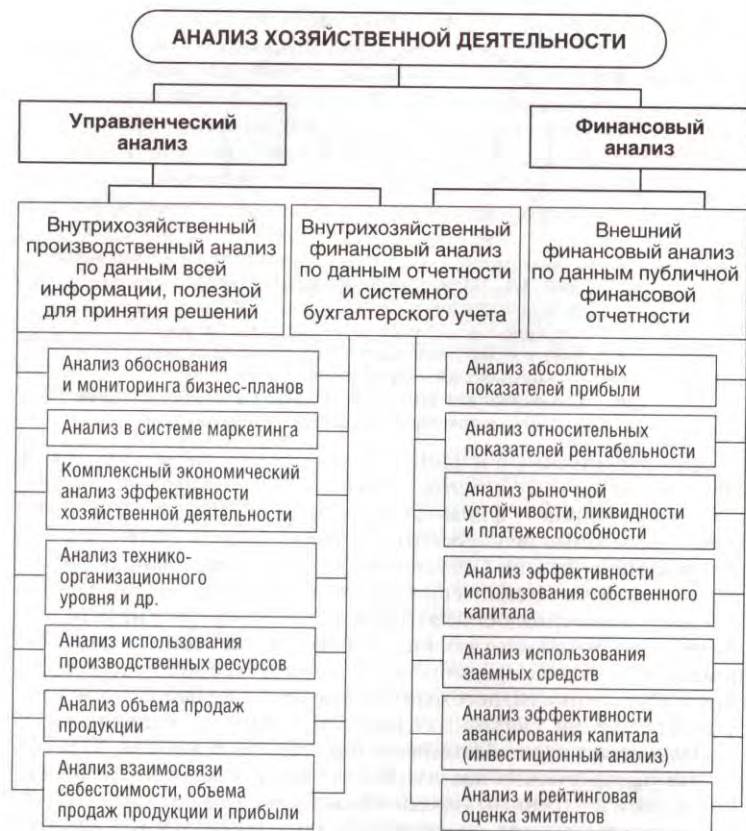 АНАЛИЗ ХОЗЯЙСТВЕННОЙ ДЕЯТЕЛЬНОСТИ
Управленческий
анализ
Финансовый
анализ
Внутрихозяйственный
производственный анализ
по данным всей
информации, полезной
для принятия решений
Внутрихозяйственный
финансовый анализ
по данным отчетности
и системного
бухгалтерского учета
Внешний
финансовый анализ
по данным публичной
финансовой
отчетности
Анализ обоснования
и мониторинга бизнес-планов
Анализ в системе маркетинга
Комплексный экономический
анализ эффективности
хозяйственной деятельности
Анализ технико-
организационного
уровня и др.
Анализ использования
производственных ресурсов
Анализ объема продаж
продукции
Анализ взаимосвязи
себестоимости, объема
продаж продукции и прибыли
Анализ абсолютных
показателей прибыли
Анализ относительных
показателей рентабельности
Анализ рыночной
устойчивости, ликвидности
и платежеспособности
Анализ эффективности
использования собственного
капитала
Анализ использования
заемных средств
Анализ эффективности
авансирования капитала
(инвестиционный анализ)
Анализ и рейтинговая
оценка эмитентов